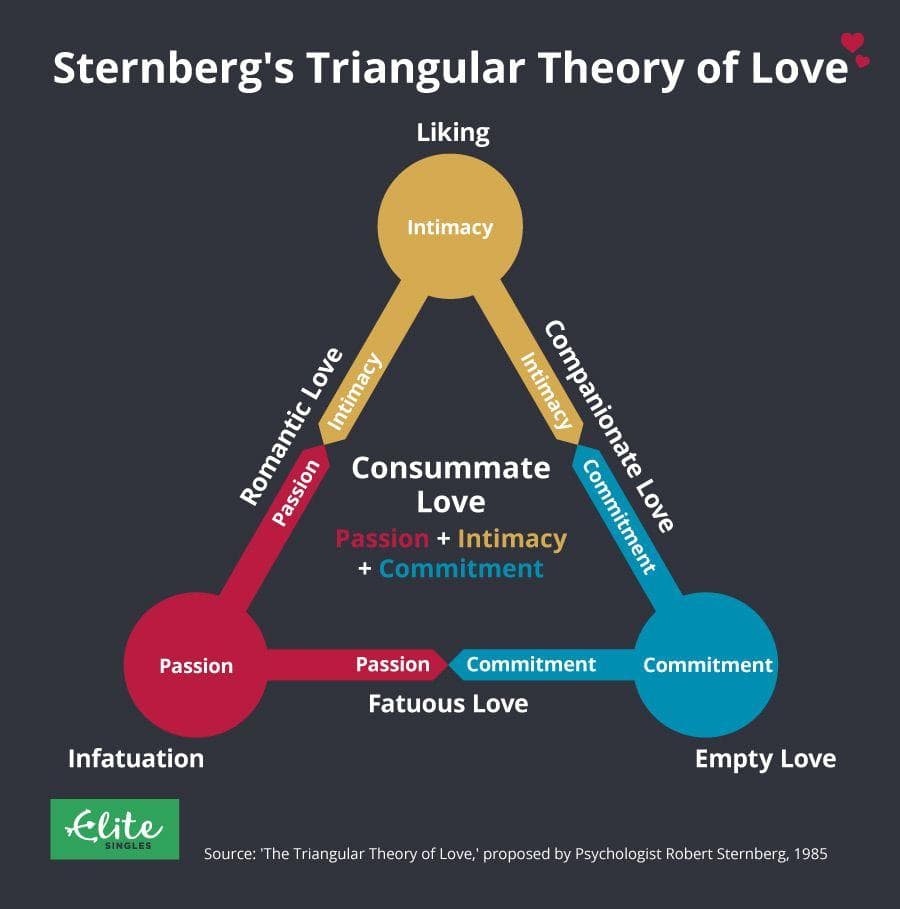 Sternberg's Triangular Theory of Love
Liking
Intimacy
Romantic Love
Intimacy
Passion
Intimacy
Companionate Love
Commitment
Consummate
Love
Passion + Intimacy
+ Commitment
Passion
Passion
Commitment
Commitment
Fatuous Love
Infatuation
Empty Love
Elite
SINGLES
Source: 'The Triangular Theory of Love,' proposed by Psychologist Robert Sternberg, 1985